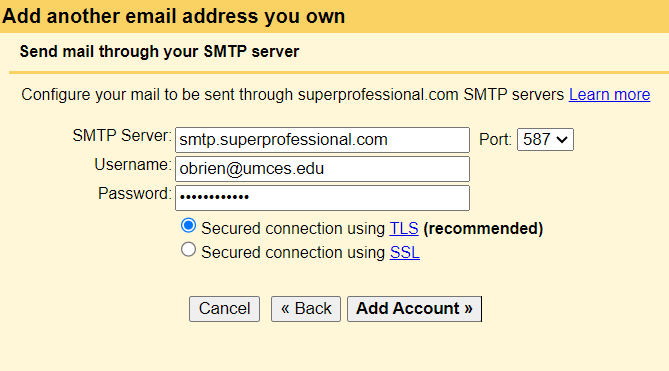 Add another email address you own
Send mail through your SMTP server
Configure your mail to be sent through superprofessional.com SMTP servers Learn more
SMTP Server: smtp.superprofessional.com Port: 587
Username: obrien@umces.edu
Password: ••••••••••••
Secured connection using TLS (recommended)
Secured connection using SSL
Cancel « Back Add Account »